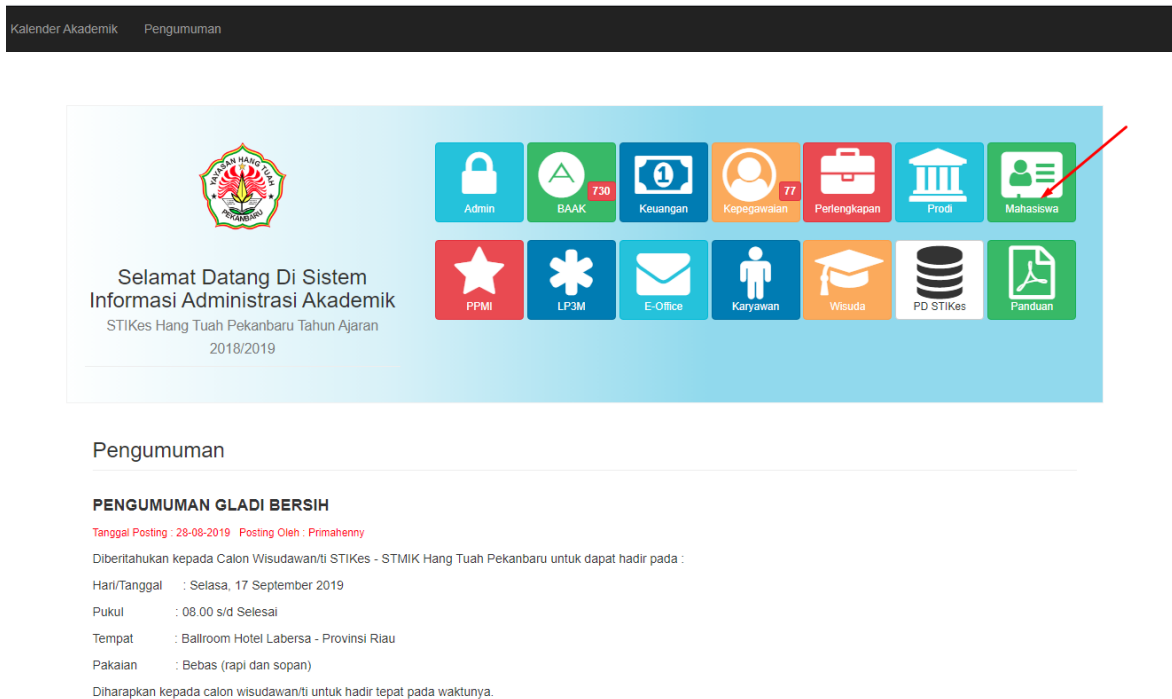 Kalender Akademik Pengumuman
YAYASAN HANG TUAH
PEKANBARU
Selamat Datang Di Sistem
Informasi Administrasi Akademik
STIKes Hang Tuah Pekanbaru Tahun Ajaran
2018/2019
Admin
A
730
BAAK
1
Keuangan
77
Kepegawaian
Perlengkapan
Prodi
Mahasiswa
PPMI
LP3M
E-Office
Karyawan
Wisuda
PD STIKes
Panduan
Pengumuman
PENGUMUMAN GLADI BERSIH
Tanggal Posting : 28-08-2019 Posting Oleh : Primahenny
Diberitahukan kepada Calon Wisudawan/ti STIKes - STMIK Hang Tuah Pekanbaru untuk dapat hadir pada :
Hari/Tanggal : Selasa, 17 September 2019
Pukul : 08.00 s/d Selesai
Tempat : Ballroom Hotel Labersa - Provinsi Riau
Pakaian : Bebas (rapi dan sopan)
Diharapkan kepada calon wisudawan/ti untuk hadir tepat pada waktunya.